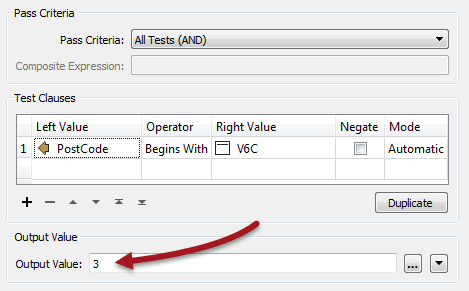 Pass Criteria
Pass Criteria: All Tests (AND)
Composite Expression:
Test Clauses
Left Value Operator Right Value Negate Mode
1 PostCode Begins With V6C Automatic
Duplicate
Output Value
Output Value: 3 ...